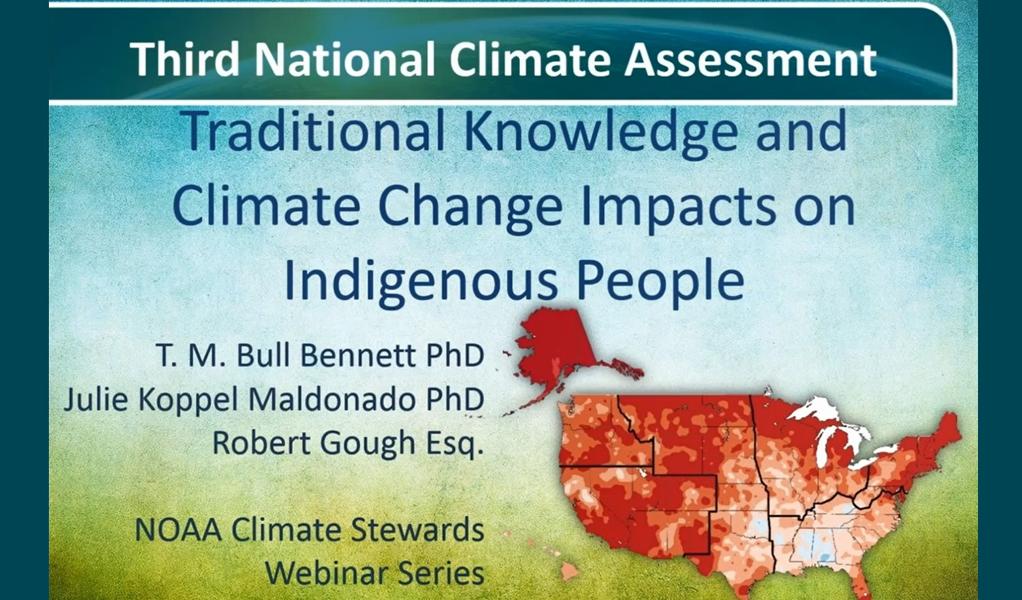 Third National Climate Assessment
Traditional Knowledge and
Climate Change Impacts on
Indigenous People
T. M. Bull Bennett PhD
Julie Koppel Maldonado PhD
Robert Gough Esq.
NOAA Climate Stewards
Webinar Series